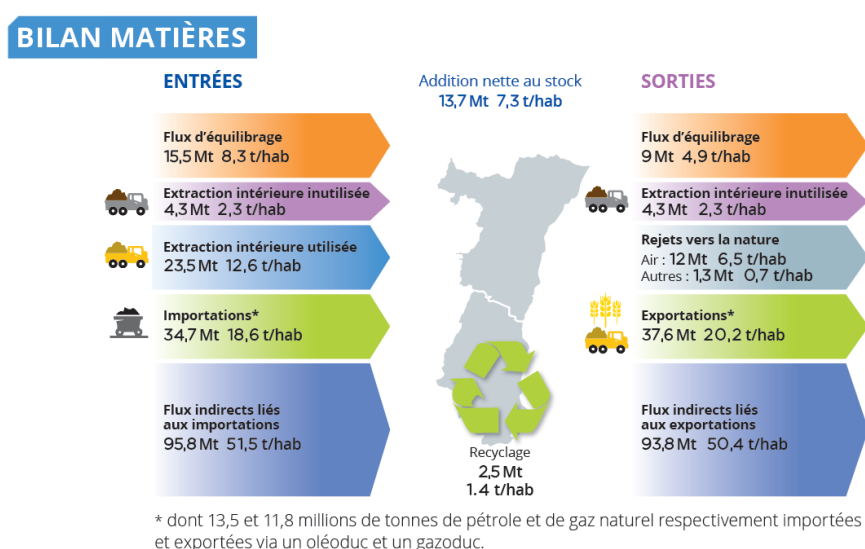 BILAN MATIÈRES
ENTRÉES
Flux d'équilibrage
15,5 Mt 8,3 t/hab
Extraction intérieure inutilisée
4,3 Mt 2,3 t/hab
Extraction intérieure utilisée
23,5 Mt 12,6 t/hab
Importations*
34,7 Mt 18,6 t/hab
Flux indirects liés
aux importations
95,8 Mt 51,5 t/hab
Addition nette au stock
13,7 Mt 7,3 t/hab
Recyclage
2,5 Mt
1.4 t/hab
SORTIES
Flux d'équilibrage
9 Mt 4,9 t/hab
Extraction intérieure inutilisée
4,3 Mt 2,3 t/hab
Rejets vers la nature
Air : 12 Mt 6,5 t/hab
Autres : 1,3 Mt 0,7 t/hab
Exportations*
37,6 Mt 20,2 t/hab
Flux indirects liés
aux exportations
93,8 Mt 50,4 t/hab
* dont 13,5 et 11,8 millions de tonnes de pétrole et de gaz naturel respectivement importées
et exportées via un oléoduc et un gazoduc.